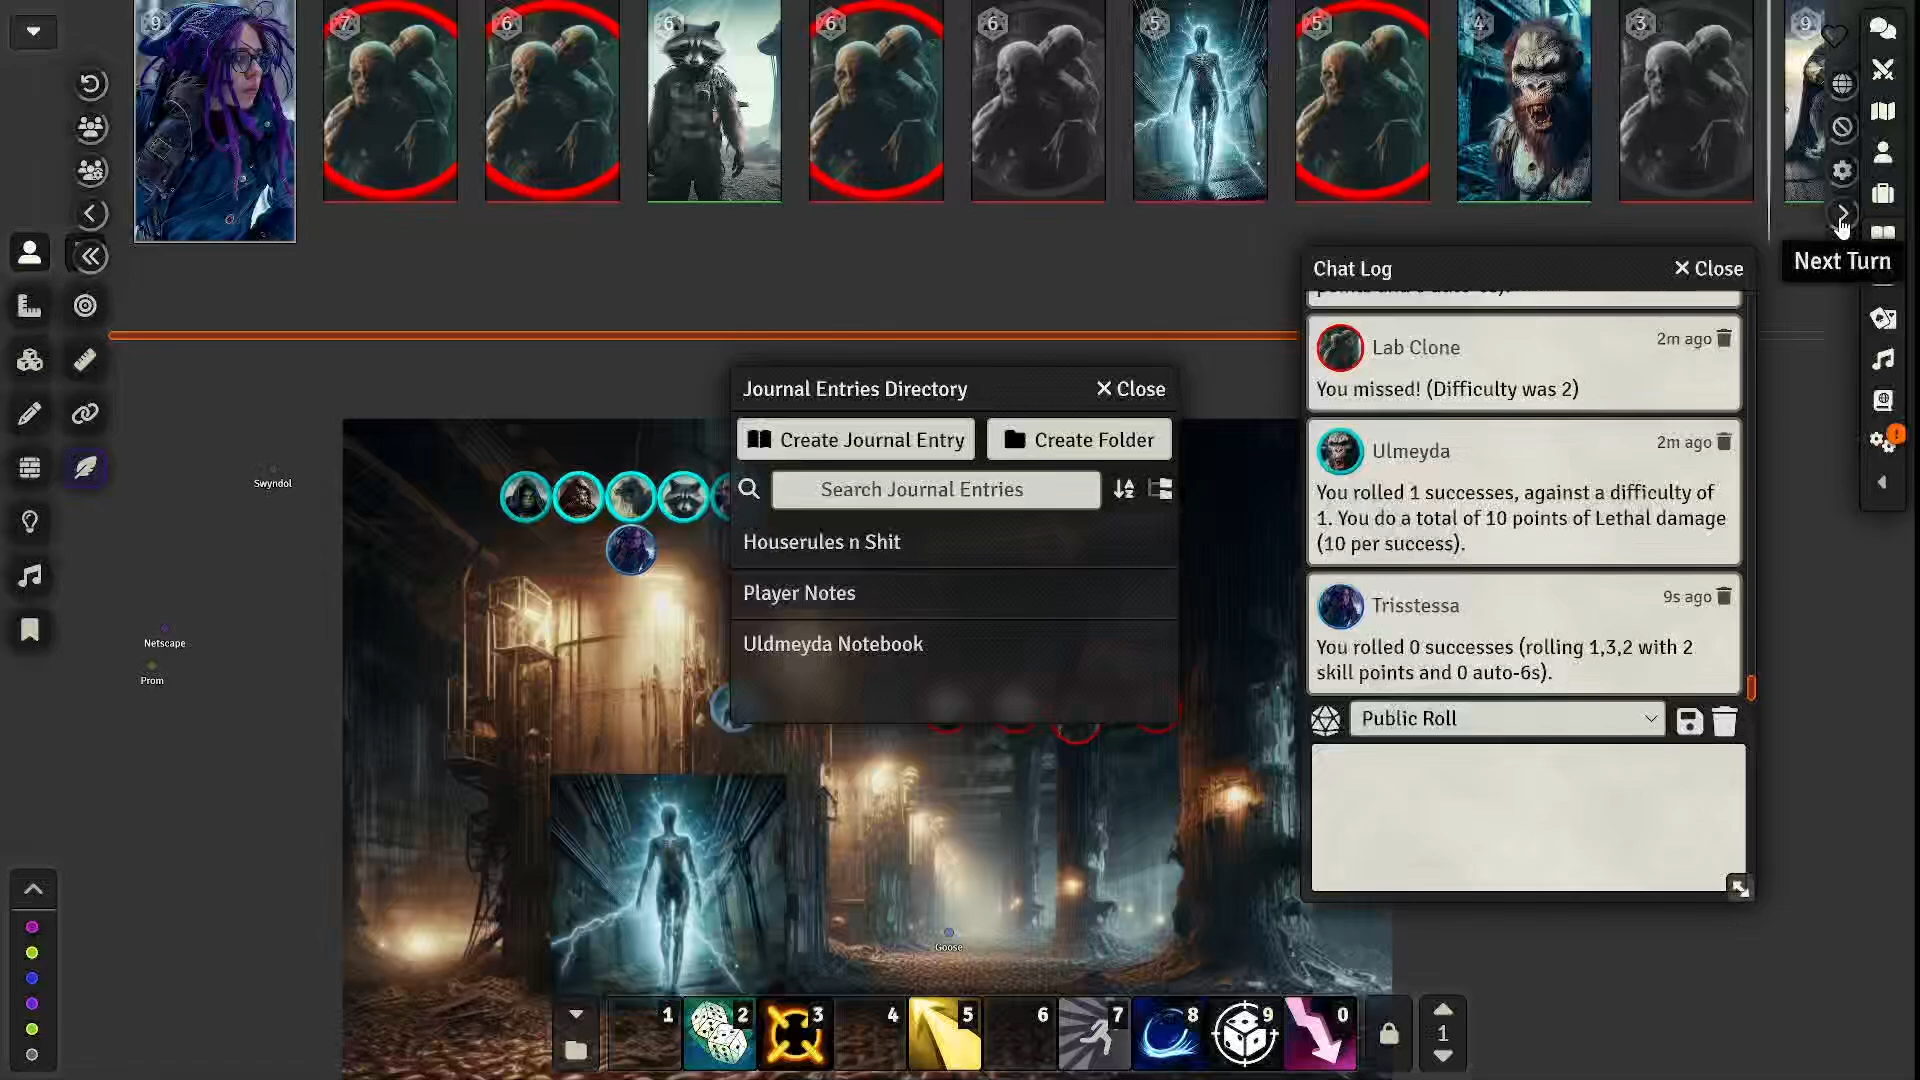 9
7
6
6
6
6
5
5
4
3
9
Next Turn
Chat Log
Close
Lab Clone
2m ago
You missed! (Difficulty was 2)
Ulmeyda
2m ago
You rolled 1 successes, against a difficulty of
1. You do a total of 10 points of Lethal damage
(10 per success).
Trisstessa
9s ago
You rolled 0 successes (rolling 1,3,2 with 2
skill points and 0 auto-6s).
Public Roll
Journal Entries Directory
Close
Create Journal Entry
Create Folder
Search Journal Entries
Houserules n Shit
Player Notes
Uldmeyda Notebook
Swyndol
Netscape
Prom
Goose
1
2
3
4
5
6
7
8
9
0
1